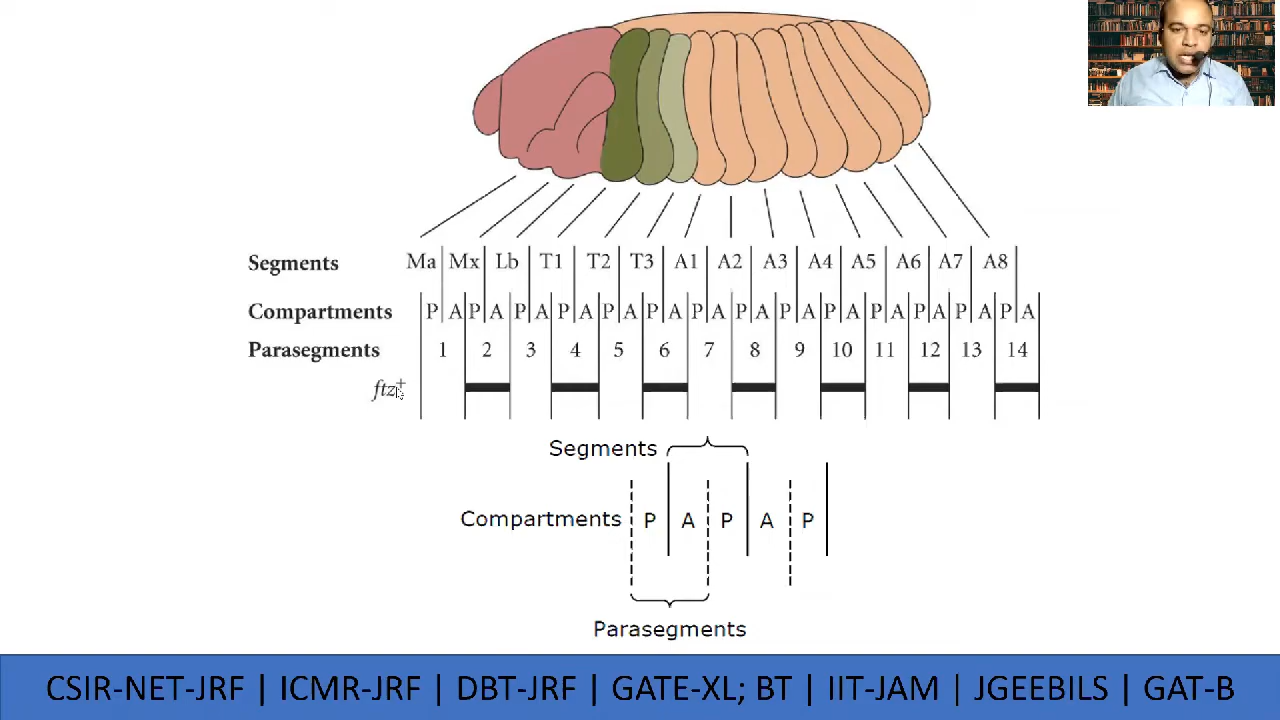 Segments Ma Mx Lb T1 T2 T3 A1 A2 A3 A4 A5 A6 A7 A8
Compartments P A P A P A P A P A P A P A P A P A P A P A P A P A P A
Parasegments 1 2 3 4 5 6 7 8 9 10 11 12 13 14
ftz+
Segments
Compartments P A P A P
Parasegments
CSIR-NET-JRF | ICMR-JRF | DBT-JRF | GATE-XL; BT | IIT-JAM | JGEEBILS | GAT-B